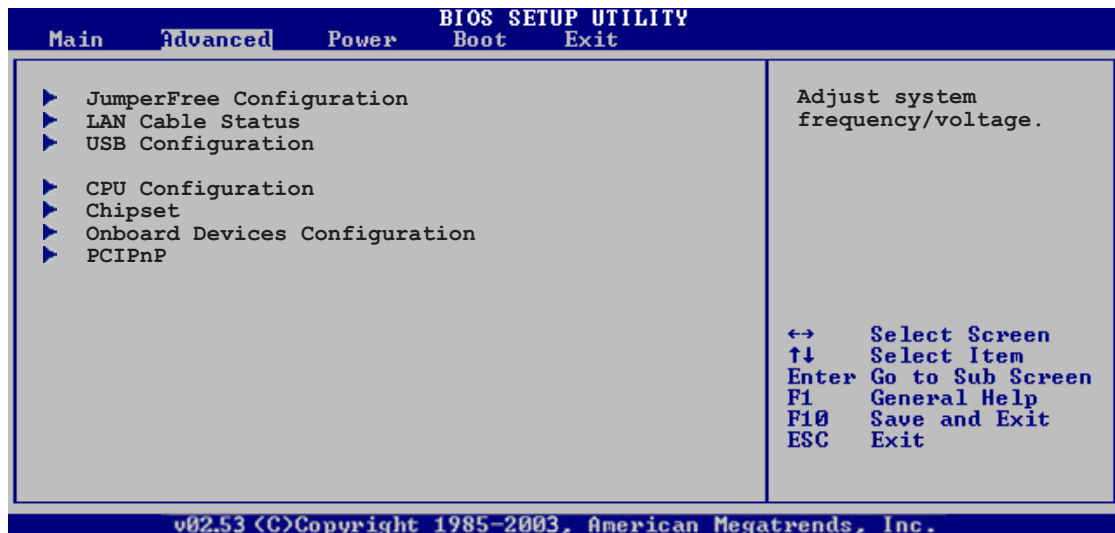 BIOS SETUP UTILITY
Main Advanced Power Boot Exit
JumperFree Configuration
LAN Cable Status
USB Configuration
CPU Configuration
Chipset
Onboard Devices Configuration
PCIPnP
Adjust system
frequency/voltage.
←→ Select Screen
↑↓ Select Item
Enter Go to Sub Screen
F1 General Help
F10 Save and Exit
ESC Exit
v02.53 (C)Copyright 1985-2003, American Megatrends, Inc.